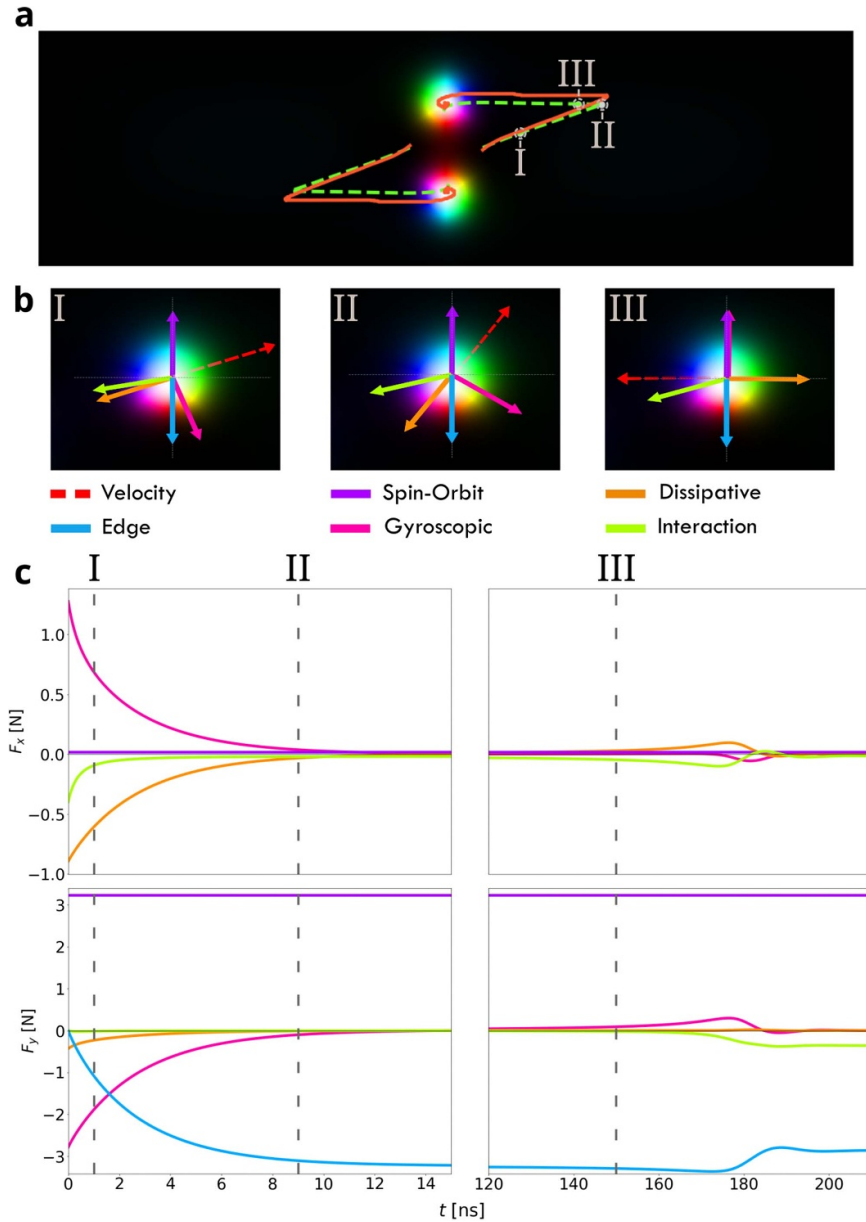 a
III
II
I
b
I II III
Velocity Spin-Orbit Dissipative
Edge Gyroscopic Interaction
c I II III
1.0
0.5
0.0
−0.5
−1.0
F_x [N]
3
2
1
0
−1
−2
−3
F_y [N]
0 2 4 6 8 10 12 14 120 140 160 180 200
t [ns]